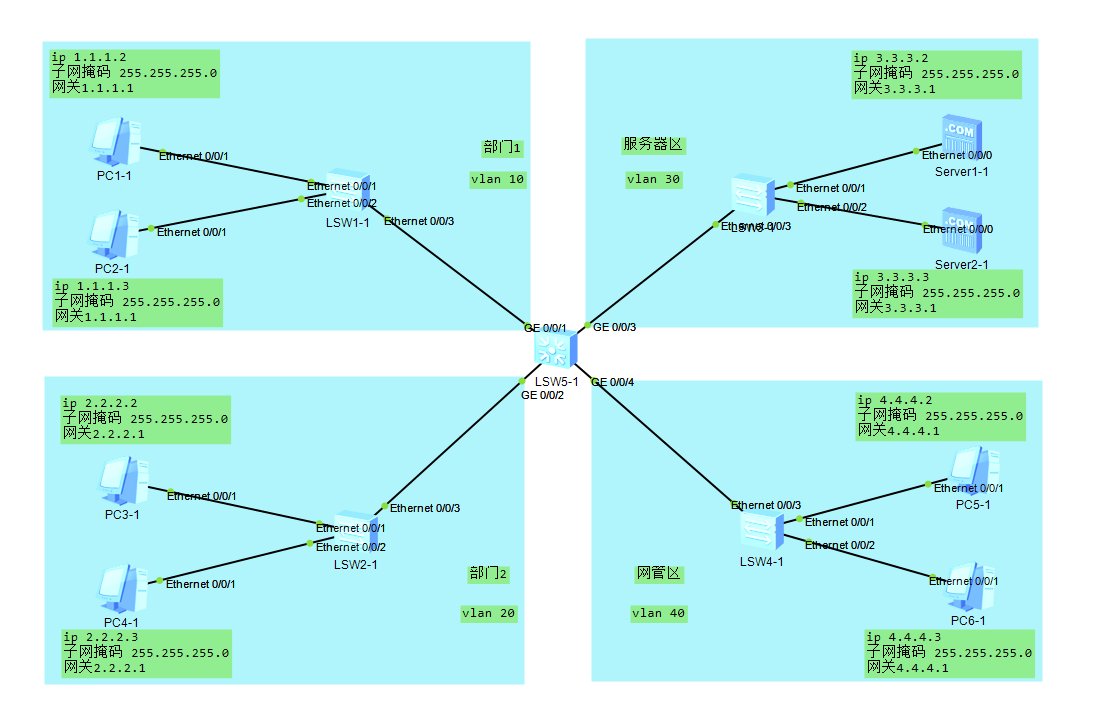 ip 1.1.1.2
子网掩码 255.255.255.0
网关1.1.1.1
PC1-1
Ethernet 0/0/1
PC2-1
Ethernet 0/0/1
ip 1.1.1.3
子网掩码 255.255.255.0
网关1.1.1.1
Ethernet 0/0/1
Ethernet 0/0/2
LSW1-1
Ethernet 0/0/3
部门1
vlan 10
服务器区
vlan 30
ip 3.3.3.2
子网掩码 255.255.255.0
网关3.3.3.1
.COM
Ethernet 0/0/0
Server1-1
Ethernet 0/0/1
Ethernet 0/0/2
Ethernet 0/0/3
LSW3-1
.COM
Ethernet 0/0/0
Server2-1
ip 3.3.3.3
子网掩码 255.255.255.0
网关3.3.3.1
GE 0/0/1
GE 0/0/3
LSW5-1
GE 0/0/4
GE 0/0/2
ip 2.2.2.2
子网掩码 255.255.255.0
网关2.2.2.1
PC3-1
Ethernet 0/0/1
Ethernet 0/0/3
Ethernet 0/0/1
Ethernet 0/0/2
LSW2-1
PC4-1
Ethernet 0/0/1
ip 2.2.2.3
子网掩码 255.255.255.0
网关2.2.2.1
部门2
vlan 20
网管区
vlan 40
ip 4.4.4.2
子网掩码 255.255.255.0
网关4.4.4.1
Ethernet 0/0/1
PC5-1
Ethernet 0/0/3
Ethernet 0/0/1
Ethernet 0/0/2
LSW4-1
Ethernet 0/0/1
PC6-1
ip 4.4.4.3
子网掩码 255.255.255.0
网关4.4.4.1